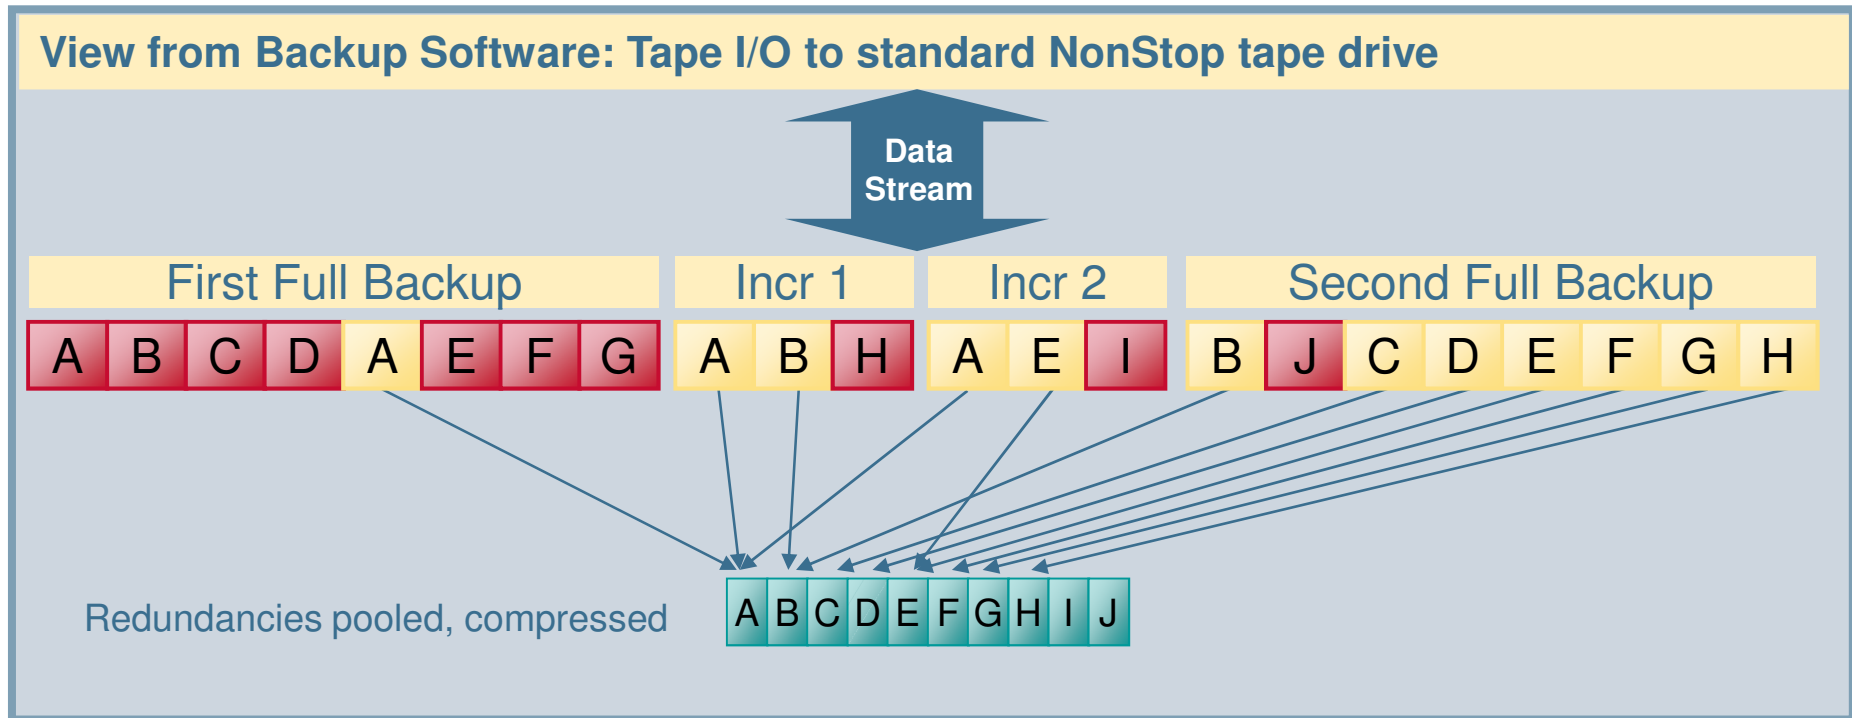 View from Backup Software: Tape I/O to standard NonStop tape drive
Data
Stream
First Full Backup Incr 1 Incr 2 Second Full Backup
A B C D A E F G A B H A E I B J C D E F G H
Redundancies pooled, compressed A B C D E F G H I J